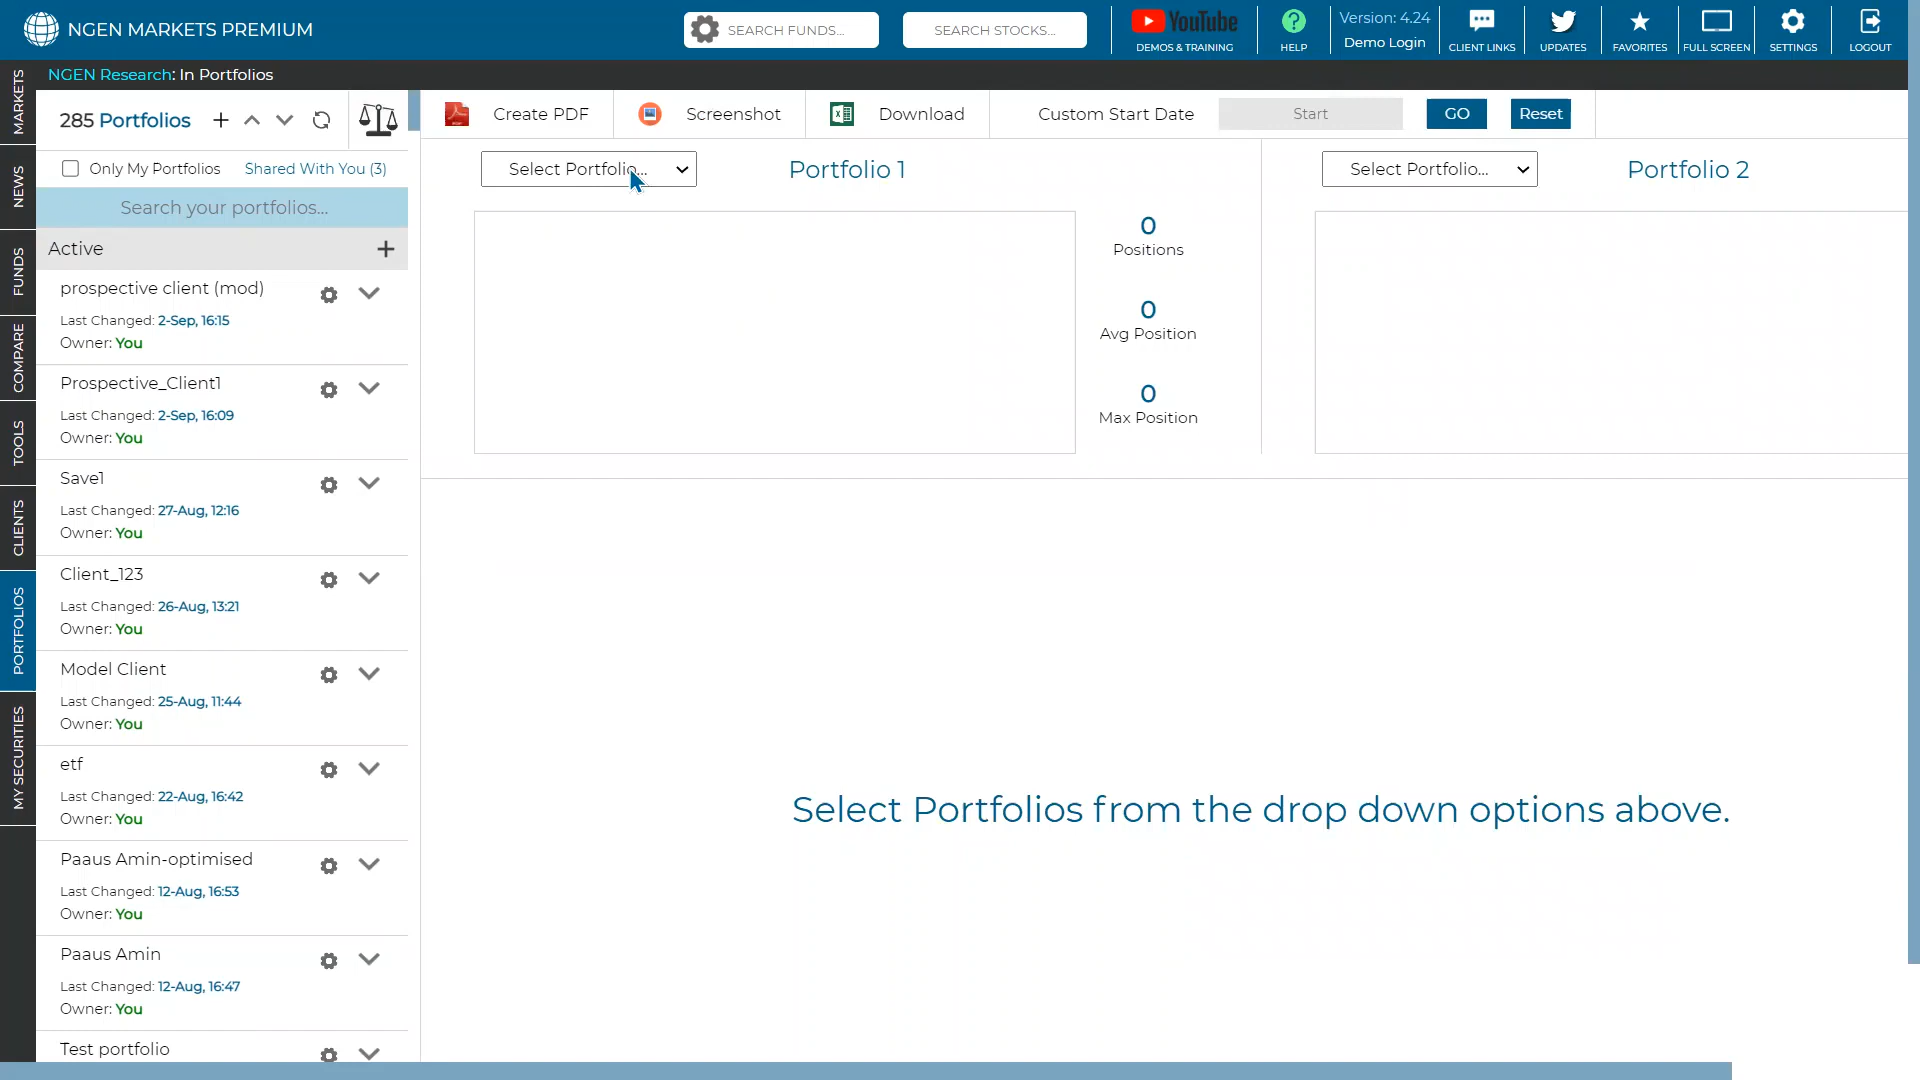 NGEN MARKETS PREMIUM
SEARCH FUNDS...
SEARCH STOCKS...
YouTube
DEMOS & TRAINING
HELP
Version: 4.24
Demo Login
CLIENT LINKS
UPDATES
FAVORITES
FULL SCREEN
SETTINGS
LOGOUT
NGEN Research: In Portfolios
MARKETS
NEWS
FUNDS
COMPARE
TOOLS
CLIENTS
PORTFOLIOS
MY SECURITIES
285 Portfolios
Only My Portfolios
Shared With You (3)
Search your portfolios...
Active
prospective client (mod)
Last Changed: 2-Sep, 16:15
Owner: You
Prospective_Client1
Last Changed: 2-Sep, 16:09
Owner: You
Save1
Last Changed: 27-Aug, 12:16
Owner: You
Client_123
Last Changed: 26-Aug, 13:21
Owner: You
Model Client
Last Changed: 25-Aug, 11:44
Owner: You
etf
Last Changed: 22-Aug, 16:42
Owner: You
Paaus Amin-optimised
Last Changed: 12-Aug, 16:53
Owner: You
Paaus Amin
Last Changed: 12-Aug, 16:47
Owner: You
Test portfolio
Create PDF
Screenshot
Download
Custom Start Date
Start
GO
Reset
Select Portfolio...
Portfolio 1
0
Positions
0
Avg Position
0
Max Position
Select Portfolio...
Portfolio 2
Select Portfolios from the drop down options above.